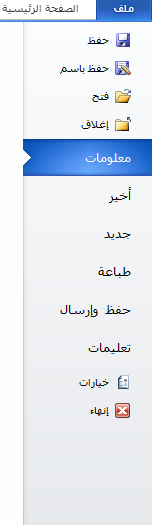 ملف الصفحة الرئيسية
حفظ
حفظ باسم
فتح
إغلاق
معلومات
أخير
جديد
طباعة
حفظ وإرسال
تعليمات
خيارات
إنهاء